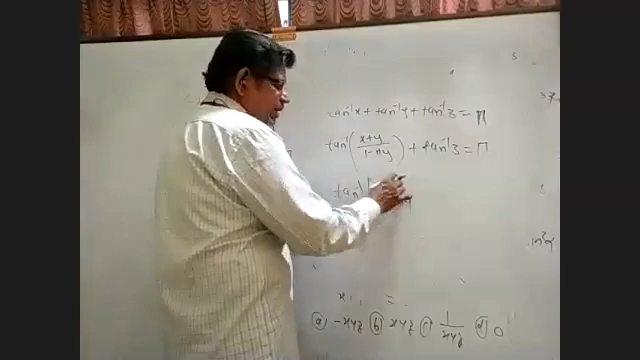 tan⁻¹x + tan⁻¹y + tan⁻¹z = π
tan⁻¹(x+y/1-xy) + tan⁻¹z = π
tan⁻¹
x
=
(a) -xyz (b) xyz (c) 1/xyz (d) 0